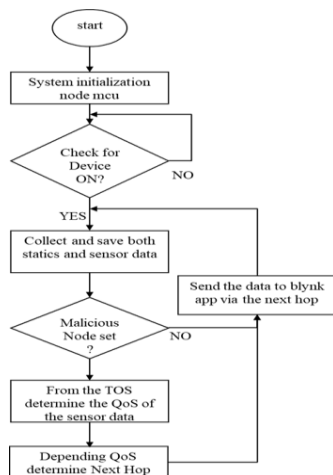 start
System initialization
node mcu
Check for
Device
ON?
NO
YES
Collect and save both
statics and sensor data
Send the data to blynk
app via the next hop
Malicious
Node set
?
NO
From the TOS
determine the QoS of
the sensor data
Depending QoS
determine Next Hop